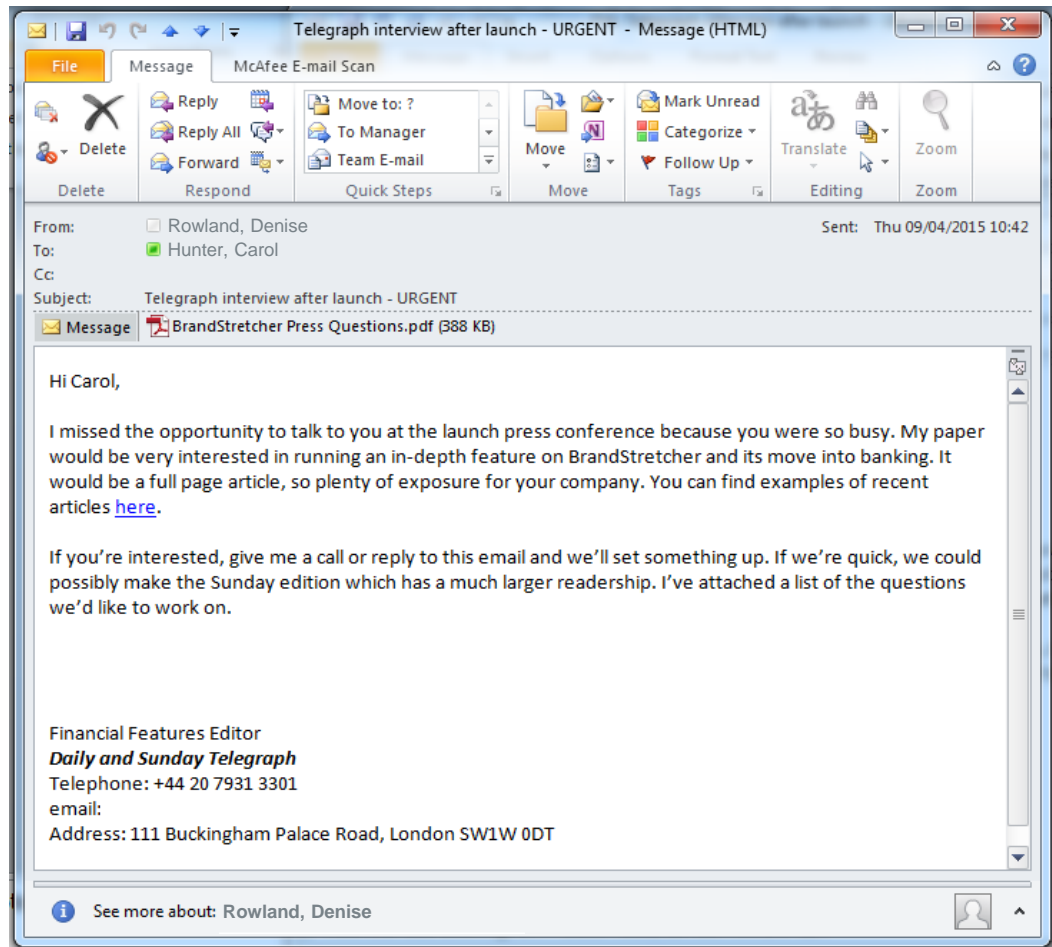 Telegraph interview after launch - URGENT - Message (HTML)
File Message McAfee E-mail Scan
Delete
Reply
Reply All
Forward
Move to: ?
To Manager
Team E-mail
Move
Mark Unread
Categorize
Follow Up
Translate
Zoom
Delete Respond Quick Steps Move Tags Editing Zoom
From: Rowland, Denise Sent: Thu 09/04/2015 10:42
To: Hunter, Carol
Cc:
Subject: Telegraph interview after launch - URGENT
Message BrandStretcher Press Questions.pdf (388 KB)
Hi Carol,
I missed the opportunity to talk to you at the launch press conference because you were so busy. My paper
would be very interested in running an in-depth feature on BrandStretcher and its move into banking. It
would be a full page article, so plenty of exposure for your company. You can find examples of recent
articles here.
If you're interested, give me a call or reply to this email and we'll set something up. If we're quick, we could
possibly make the Sunday edition which has a much larger readership. I've attached a list of the questions
we'd like to work on.
Financial Features Editor
Daily and Sunday Telegraph
Telephone: +44 20 7931 3301
email:
Address: 111 Buckingham Palace Road, London SW1W 0DT
See more about: Rowland, Denise